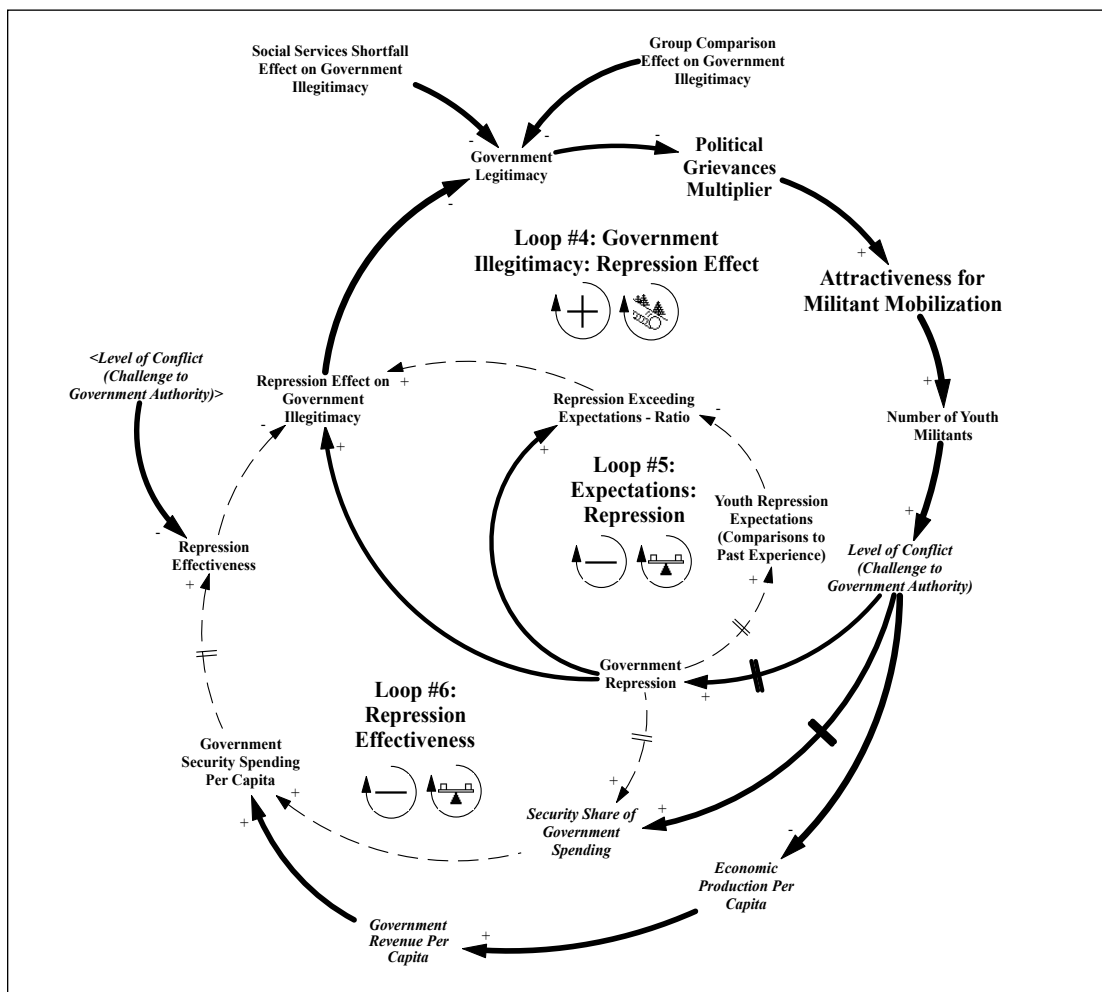 Social Services Shortfall
Effect on Government
Illegitimacy
Group Comparison
Effect on Government
Illegitimacy
-
-
-
Government
Legitimacy
Political
Grievances
Multiplier
-
Loop #4: Government
Illegitimacy: Repression Effect
+
Attractiveness for
Militant Mobilization
<Level of Conflict
(Challenge to
Government Authority)>
Repression Effect on
Government
Illegitimacy
+
Repression Exceeding
Expectations - Ratio
-
+
Number of Youth
Militants
-
+
+
Loop #5:
Expectations:
Repression
Youth Repression
Expectations
(Comparisons to
Past Experience)
+
-
Repression
Effectiveness
+
+
Level of Conflict
(Challenge to
Government Authority)
Government
Repression
+
Loop #6:
Repression
Effectiveness
Government
Security Spending
Per Capita
+
+
+
+
Security Share of
Government
Spending
-
Economic
Production Per
Capita
Government
Revenue Per
Capita
+